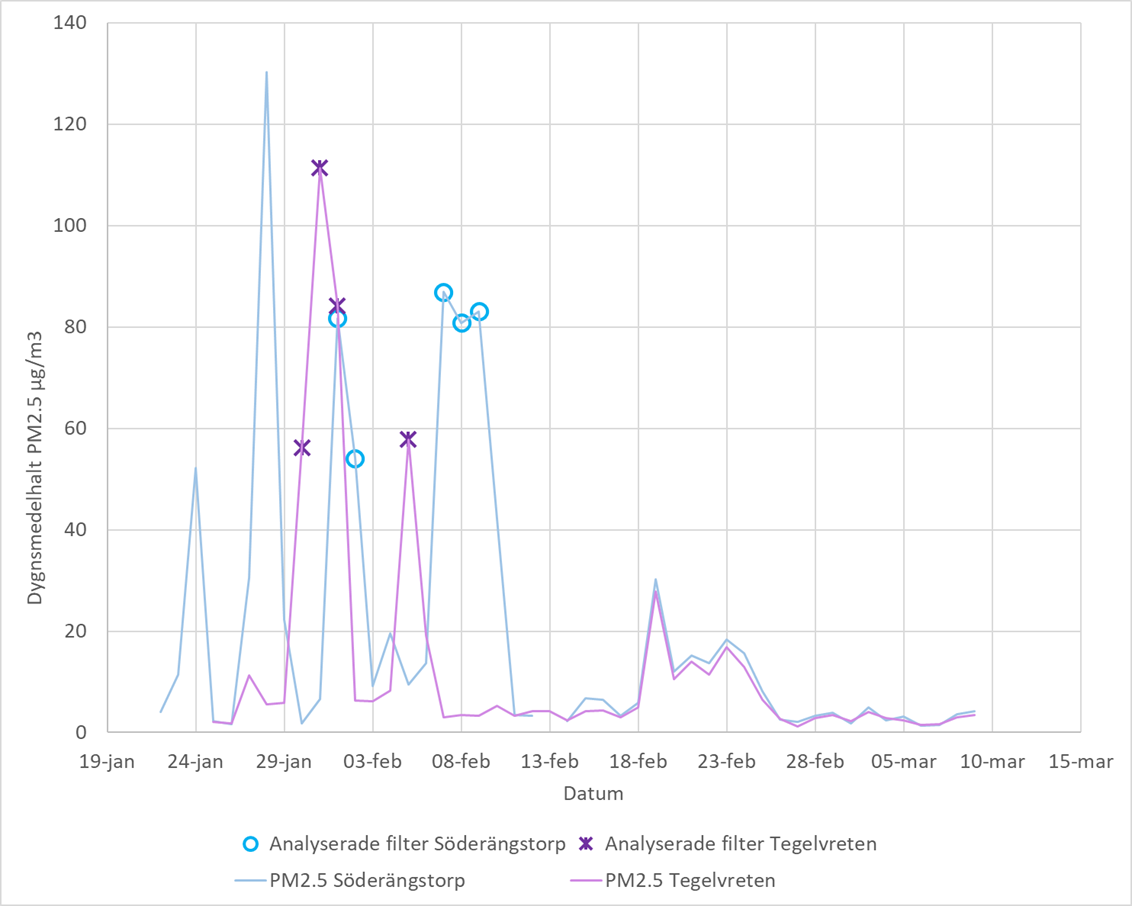 140
120
100
80
60
40
20
0
Dygnsmedelhalt PM2.5 µg/m3
19-jan 24-jan 29-jan 03-feb 08-feb 13-feb 18-feb 23-feb 28-feb 05-mar 10-mar 15-mar
Datum
Analyserade filter Söderängstorp Analyserade filter Tegelvreten
PM2.5 Söderängstorp PM2.5 Tegelvreten